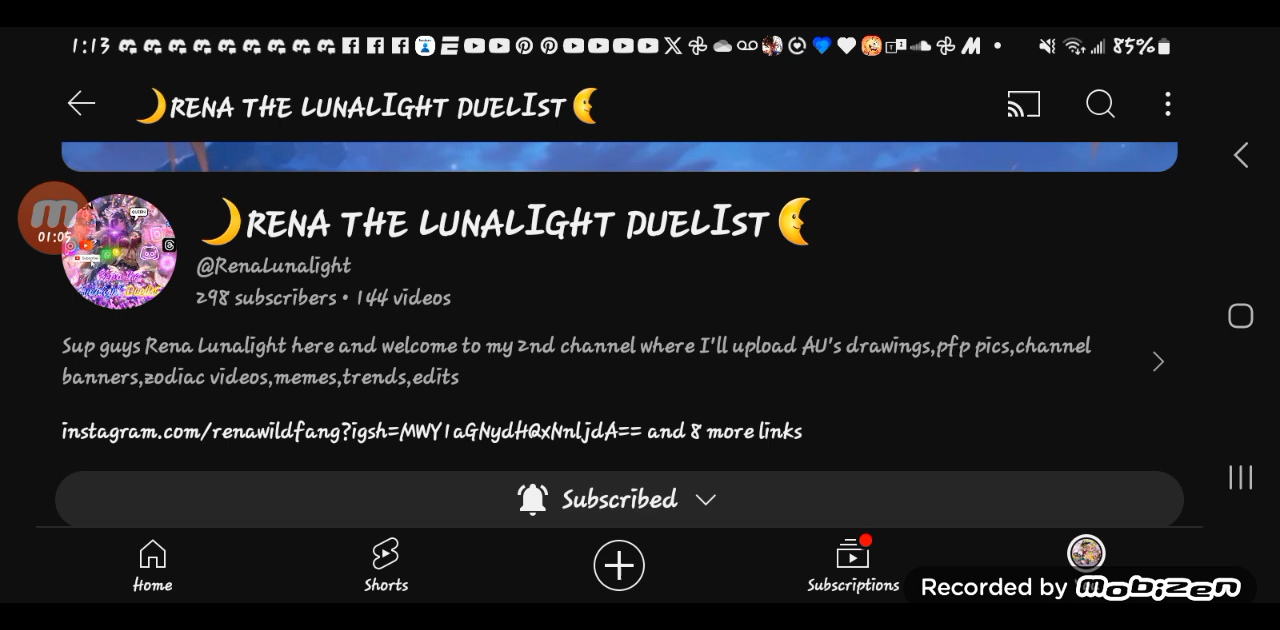 1:13
85%
🌙RENA THE LUNALIGHT DUELIST🌜
01:05
🌙RENA THE LUNALIGHT DUELIST🌜
@RenaLunalight
298 subscribers • 144 videos
Sup guys Rena Lunalight here and welcome to my 2nd channel where I'll upload AU's drawings,pfp pics,channel
banners,zodiac videos,memes,trends,edits
instagram.com/renawildfang?igsh=MWY1aGNydHQxNnljdA== and 8 more links
Subscribed
Home
Shorts
Subscriptions
Recorded by mobizen